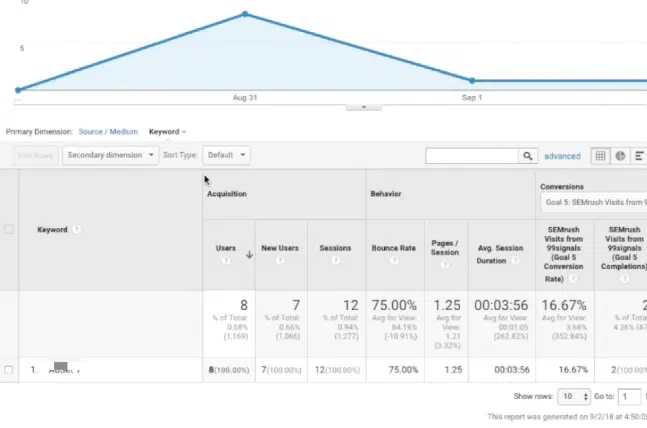 10
5
Aug 31
Sep 1
Primary Dimension: Source / Medium Keyword
Plot Rows Secondary dimension Sort Type: Default advanced
Acquisition Behavior Conversions
Goal 5: SEMrush Visits from 9
Keyword ?
Users ? New Users ? Sessions ? Bounce Rate ? Pages / Session ? Avg. Session Duration ? SEMrush Visits from 99signals (Goal 5 Conversion Rate) ? SEMrush Visits from 99signals (Goal 5 Completions) ?
8 7 12 75.00% 1.25 00:03:56 16.67% 2
% of Total: 0.68% (1,169) % of Total: 0.66% (1,066) % of Total: 0.94% (1,277) Avg for View: 84.18% (-10.91%) Avg for View: 1.21 (3.32%) Avg for View: 00:01:05 (262.82%) Avg for View: 3.68% (352.84%) % of Total: 4.26% (47
1. 8(100.00%) 7(100.00%) 12(100.00%) 75.00% 1.25 00:03:56 16.67% 2(100.00%
Show rows: 10 Go to: 1
This report was generated on 9/2/18 at 4:50:05